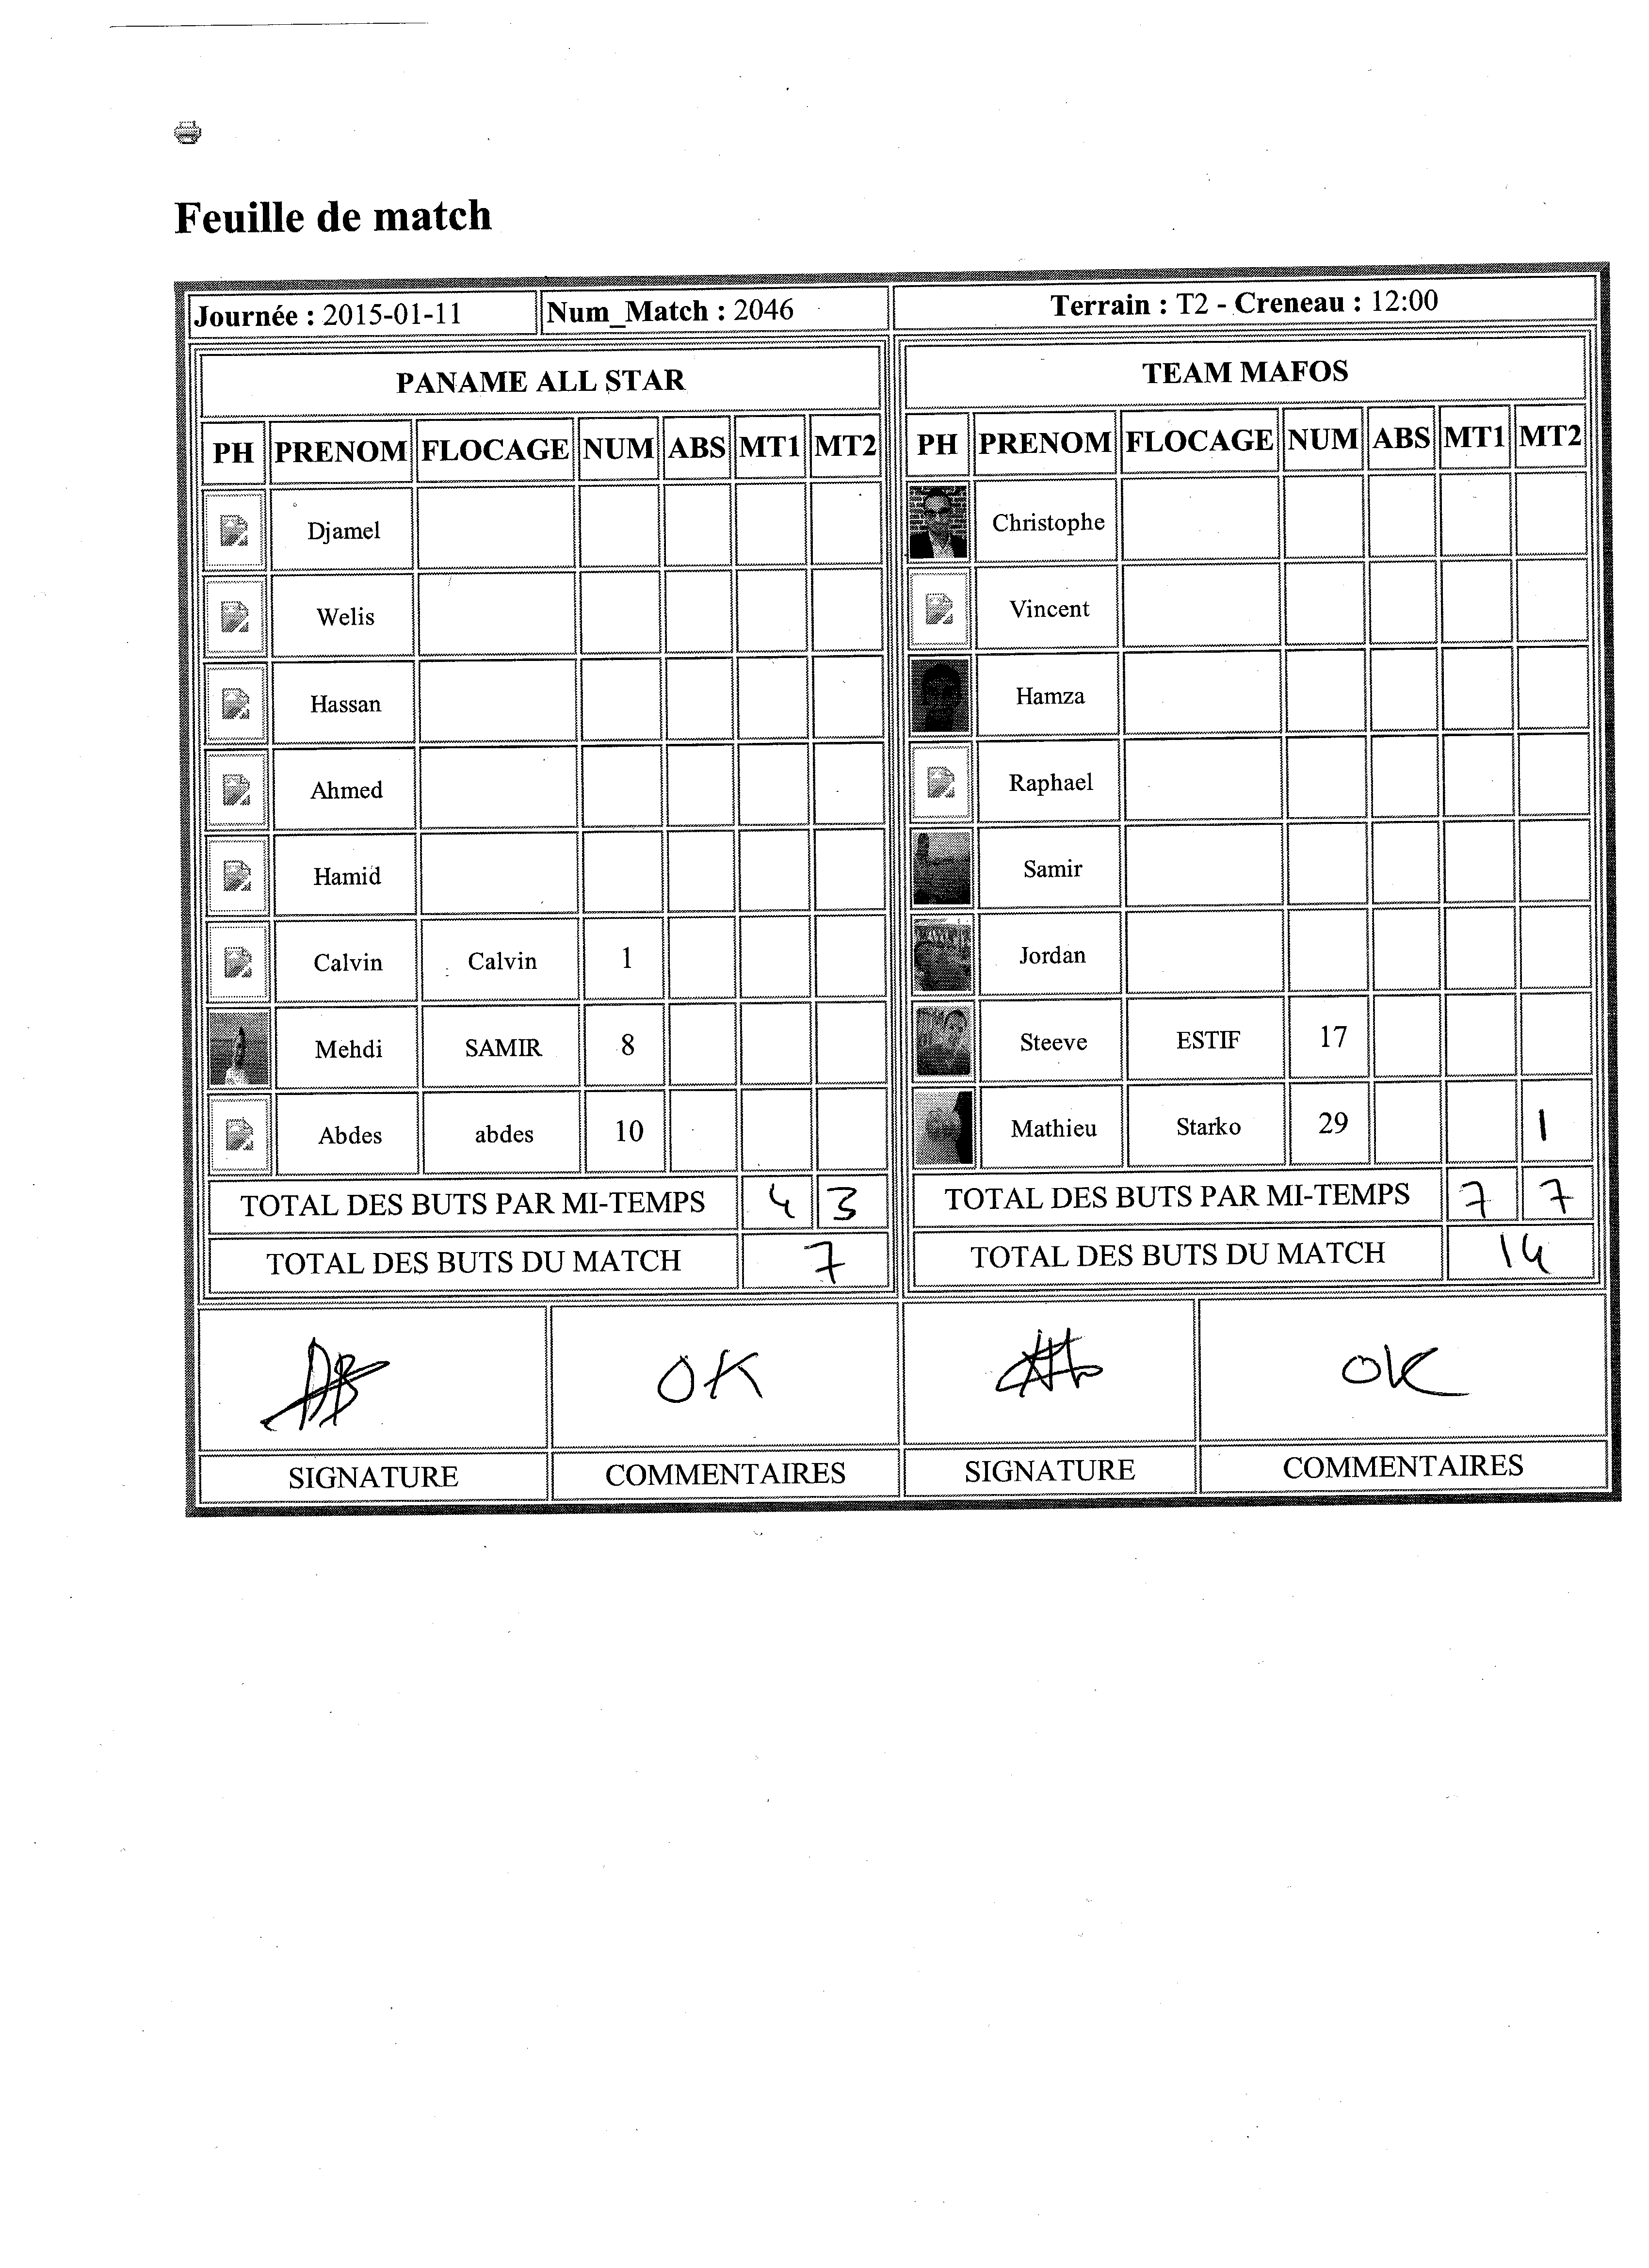 Feuille de match
Journée : 2015-01-11 Num_Match : 2046 Terrain : T2 - Creneau : 12:00
PANAME ALL STAR TEAM MAFOS
PH PRENOM FLOCAGE NUM ABS MT1 MT2 PH PRENOM FLOCAGE NUM ABS MT1 MT2
Djamel Christophe
Welis Vincent
Hassan Hamza
Ahmed Raphael
Hamid Samir
Calvin Calvin 1 Jordan
Mehdi SAMIR 8 Steeve ESTIF 17
Abdes abdes 10 Mathieu Starko 29 1
TOTAL DES BUTS PAR MI-TEMPS 4 3 TOTAL DES BUTS PAR MI-TEMPS 7 7
TOTAL DES BUTS DU MATCH 7 TOTAL DES BUTS DU MATCH 14
OK OK
SIGNATURE COMMENTAIRES SIGNATURE COMMENTAIRES